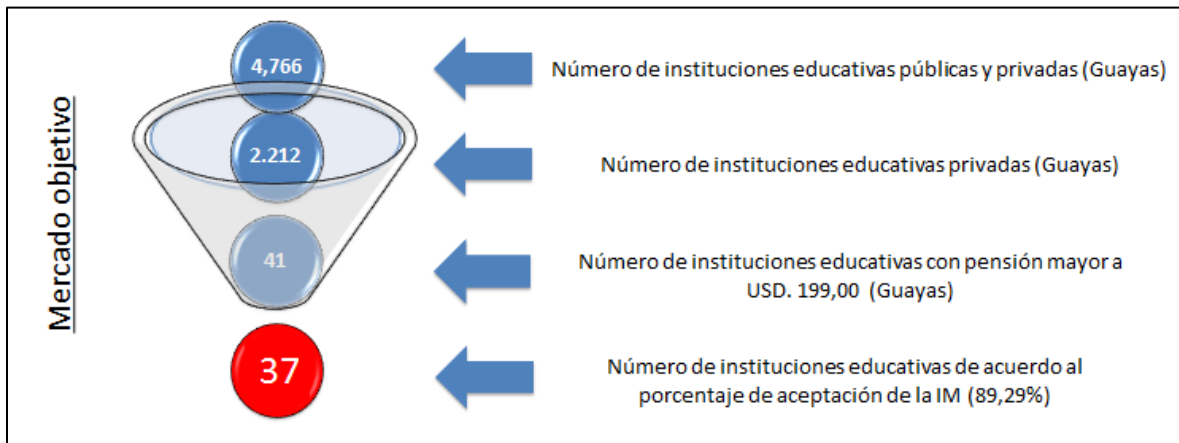 Mercado objetivo
4,766
Número de instituciones educativas públicas y privadas (Guayas)
2.212
Número de instituciones educativas privadas (Guayas)
41
Número de instituciones educativas con pensión mayor a
USD. 199,00 (Guayas)
37
Número de instituciones educativas de acuerdo al
porcentaje de aceptación de la IM (89,29%)